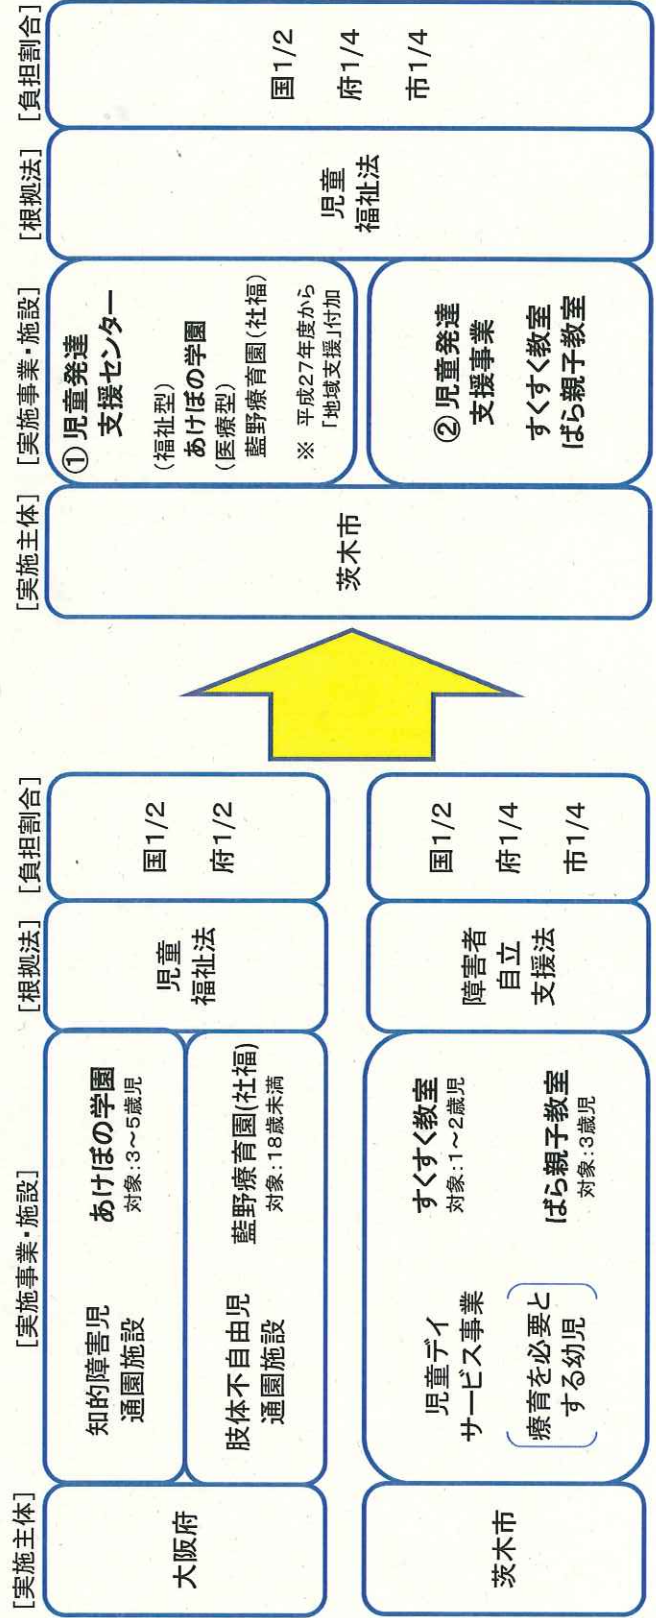 [実施主体]
[実施事業・施設]
[根拠法]
[負担割合]
大阪府
知的障害児
通園施設
あけぼの学園
対象：3～5歳児
肢体不自由児
通園施設
藍野療育園(社福)
対象：18歳未満
児童
福祉法
国1/2
府1/2
茨木市
児童デイ
サービス事業
療育を必要と
する幼児
すくすく教室
対象：1～2歳児
ばら親子教室
対象：3歳児
障害者
自立
支援法
国1/2
府1/4
市1/4
[実施主体]
[実施事業・施設]
[根拠法]
[負担割合]
茨木市
①児童発達
支援センター
(福祉型)
あけぼの学園
(医療型)
藍野療育園(社福)
※ 平成27年度から
「地域支援」付加
②児童発達
支援事業
すくすく教室
ばら親子教室
児童
福祉法
国1/2
府1/4
市1/4